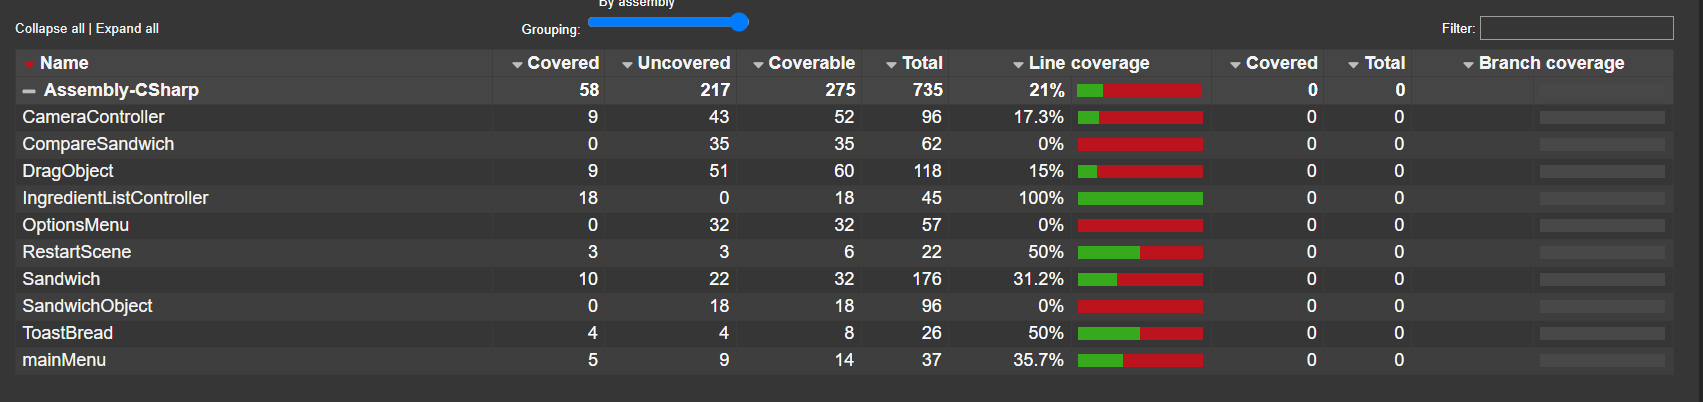 By assembly
Collapse all | Expand all Grouping: Filter:
Name Covered Uncovered Coverable Total Line coverage Covered Total Branch coverage
Assembly-CSharp 58 217 275 735 21% 0 0
CameraController 9 43 52 96 17.3% 0 0
CompareSandwich 0 35 35 62 0% 0 0
DragObject 9 51 60 118 15% 0 0
IngredientListController 18 0 18 45 100% 0 0
OptionsMenu 0 32 32 57 0% 0 0
RestartScene 3 3 6 22 50% 0 0
Sandwich 10 22 32 176 31.2% 0 0
SandwichObject 0 18 18 96 0% 0 0
ToastBread 4 4 8 26 50% 0 0
mainMenu 5 9 14 37 35.7% 0 0